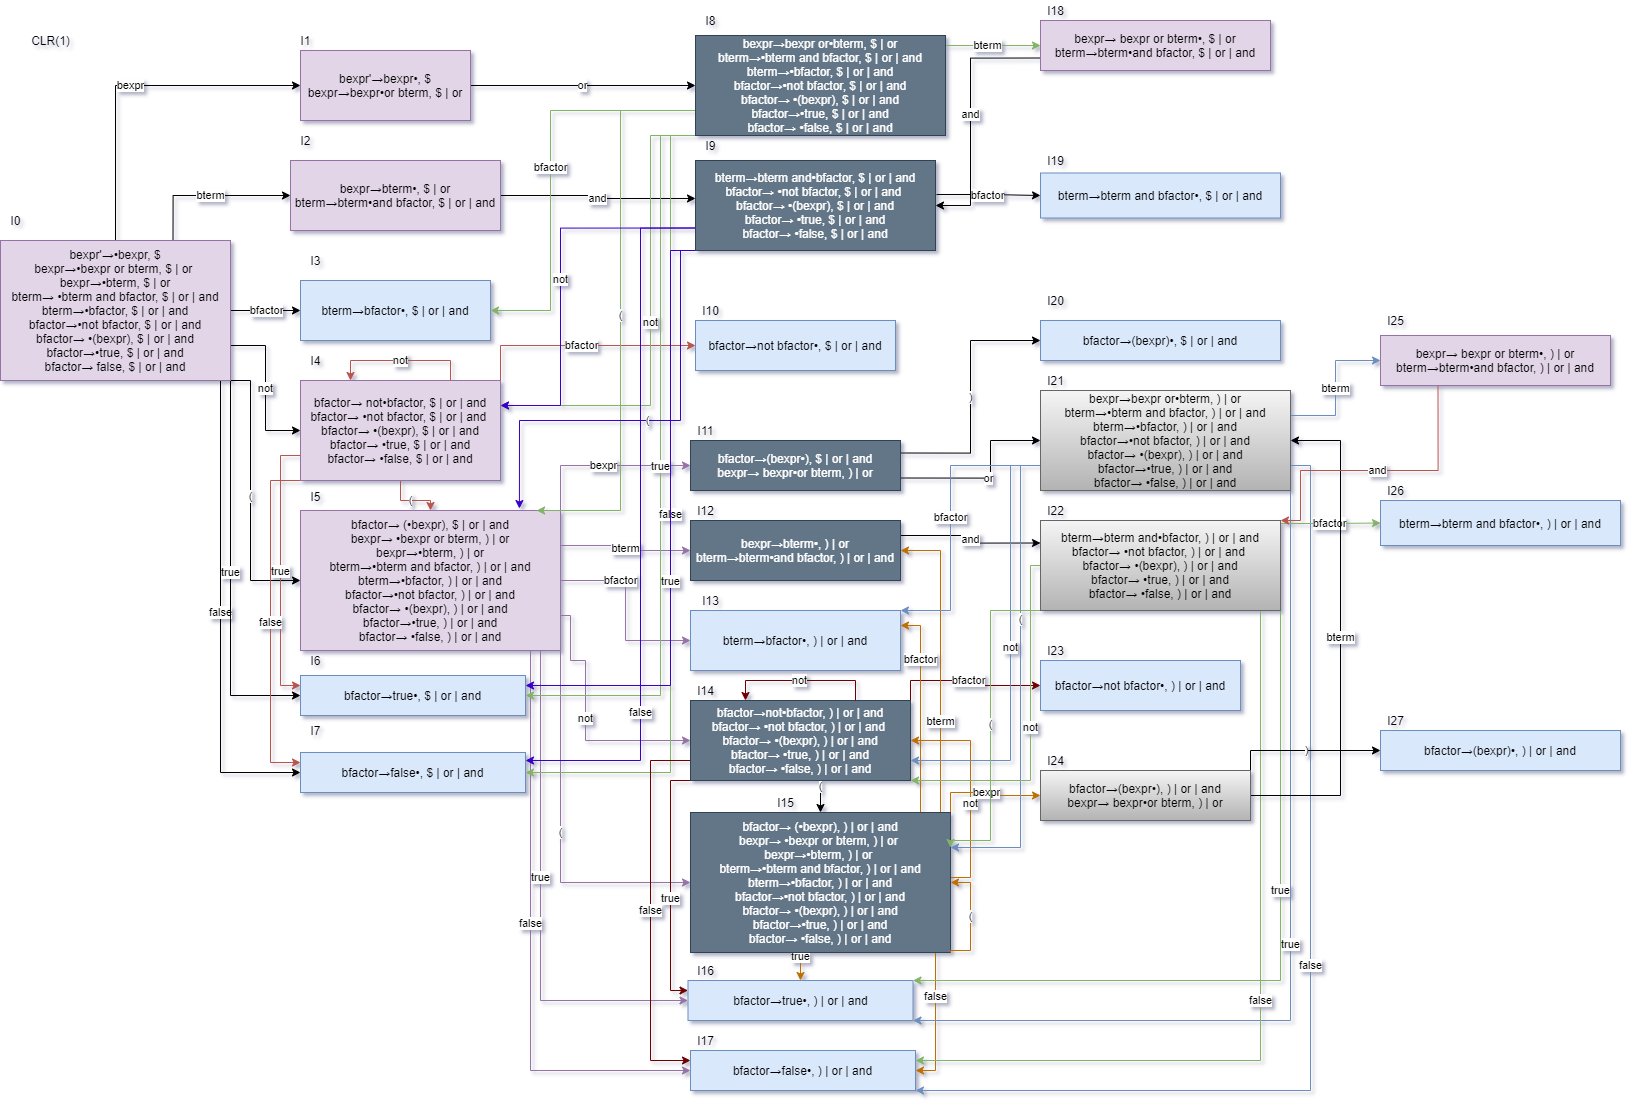 CLR(1)
I0
bexpr'→•bexpr, $
bexpr→•bexpr or bterm, $ | or
bexpr→•bterm, $ | or
bterm→ •bterm and bfactor, $ | or | and
bterm→•bfactor, $ | or | and
bfactor→•not bfactor, $ | or | and
bfactor→ •(bexpr), $ | or | and
bfactor→•true, $ | or | and
bfactor→ false, $ | or | and
bexpr
bterm
bfactor
not
(
true
false
I1
bexpr'→bexpr•, $
bexpr→bexpr•or bterm, $ | or
or
I2
bexpr→bterm•, $ | or
bterm→bterm•and bfactor, $ | or | and
and
I3
bterm→bfactor•, $ | or | and
I4
bfactor→ not•bfactor, $ | or | and
bfactor→ •not bfactor, $ | or | and
bfactor→ •(bexpr), $ | or | and
bfactor→ •true, $ | or | and
bfactor→ •false, $ | or | and
not
bfactor
(
true
false
I5
bfactor→ (•bexpr), $ | or | and
bexpr→ •bexpr or bterm, ) | or
bexpr→•bterm, ) | or
bterm→•bterm and bfactor, ) | or | and
bterm→•bfactor, ) | or | and
bfactor→•not bfactor, ) | or | and
bfactor→ •(bexpr), ) | or | and
bfactor→•true, ) | or | and
bfactor→ •false, ) | or | and
bexpr
bterm
bfactor
not
(
true
false
I6
bfactor→true•, $ | or | and
I7
bfactor→false•, $ | or | and
I8
bexpr→bexpr or•bterm, $ | or
bterm→•bterm and bfactor, $ | or | and
bterm→•bfactor, $ | or | and
bfactor→•not bfactor, $ | or | and
bfactor→ •(bexpr), $ | or | and
bfactor→•true, $ | or | and
bfactor→ •false, $ | or | and
bterm
bfactor
(
not
true
false
I9
bterm→bterm and•bfactor, $ | or | and
bfactor→ •not bfactor, $ | or | and
bfactor→ •(bexpr), $ | or | and
bfactor→ •true, $ | or | and
bfactor→ •false, $ | or | and
bfactor
not
(
true
false
I10
bfactor→not bfactor•, $ | or | and
I11
bfactor→(bexpr•), $ | or | and
bexpr→ bexpr•or bterm, ) | or
)
or
I12
bexpr→bterm•, ) | or
bterm→bterm•and bfactor, ) | or | and
and
I13
bterm→bfactor•, ) | or | and
I14
bfactor→not•bfactor, ) | or | and
bfactor→ •not bfactor, ) | or | and
bfactor→ •(bexpr), ) | or | and
bfactor→ •true, ) | or | and
bfactor→ •false, ) | or | and
not
bfactor
(
true
false
I15
bfactor→ (•bexpr), ) | or | and
bexpr→ •bexpr or bterm, ) | or
bexpr→•bterm, ) | or
bterm→•bterm and bfactor, ) | or | and
bterm→•bfactor, ) | or | and
bfactor→•not bfactor, ) | or | and
bfactor→ •(bexpr), ) | or | and
bfactor→•true, ) | or | and
bfactor→ •false, ) | or | and
bexpr
bterm
bfactor
not
(
true
false
I16
bfactor→true•, ) | or | and
I17
bfactor→false•, ) | or | and
I18
bexpr→ bexpr or bterm•, $ | or
bterm→bterm•and bfactor, $ | or | and
and
I19
bterm→bterm and bfactor•, $ | or | and
I20
bfactor→(bexpr)•, $ | or | and
I21
bexpr→bexpr or•bterm, ) | or
bterm→•bterm and bfactor, ) | or | and
bterm→•bfactor, ) | or | and
bfactor→•not bfactor, ) | or | and
bfactor→ •(bexpr), ) | or | and
bfactor→•true, ) | or | and
bfactor→ •false, ) | or | and
bterm
bfactor
not
(
true
false
I22
bterm→bterm and•bfactor, ) | or | and
bfactor→ •not bfactor, ) | or | and
bfactor→ •(bexpr), ) | or | and
bfactor→ •true, ) | or | and
bfactor→ •false, ) | or | and
bfactor
not
(
true
false
I23
bfactor→not bfactor•, ) | or | and
I24
bfactor→(bexpr•), ) | or | and
bexpr→ bexpr•or bterm, ) | or
)
bterm
I25
bexpr→ bexpr or bterm•, ) | or
bterm→bterm•and bfactor, ) | or | and
and
I26
bterm→bterm and bfactor•, ) | or | and
I27
bfactor→(bexpr)•, ) | or | and